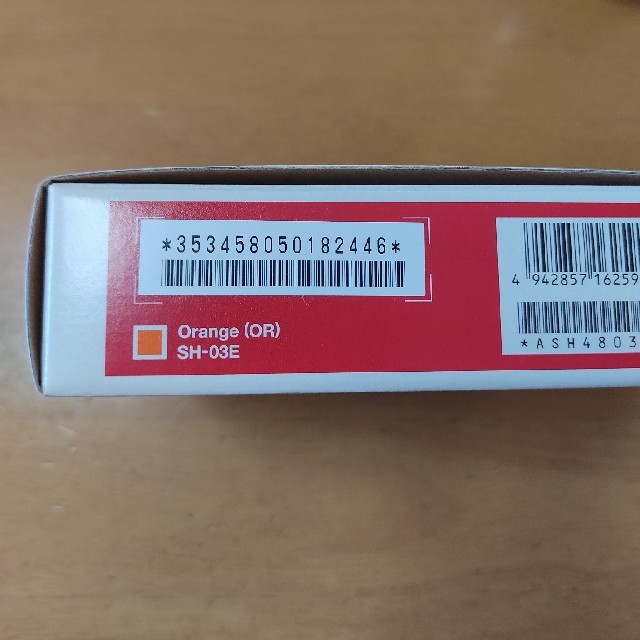 *353458050182446*
Orange (OR)
SH-03E
4 942857 16259
*ASH4803